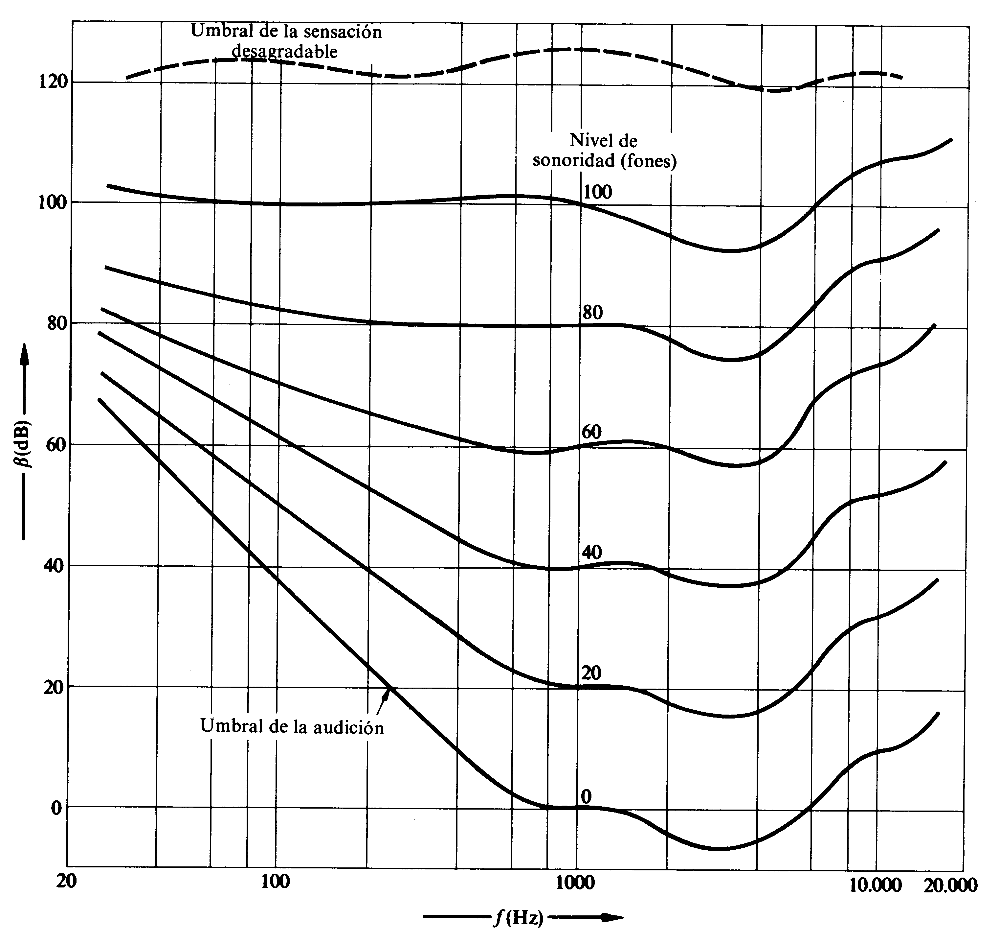 Umbral de la sensación
desagradable
120
Nivel de
sonoridad (fones)
100
100
80
80
β(dB)
60
60
40
40
20
20
Umbral de la audición
0
0
20
100
1000
10.000
20.000
f(Hz)